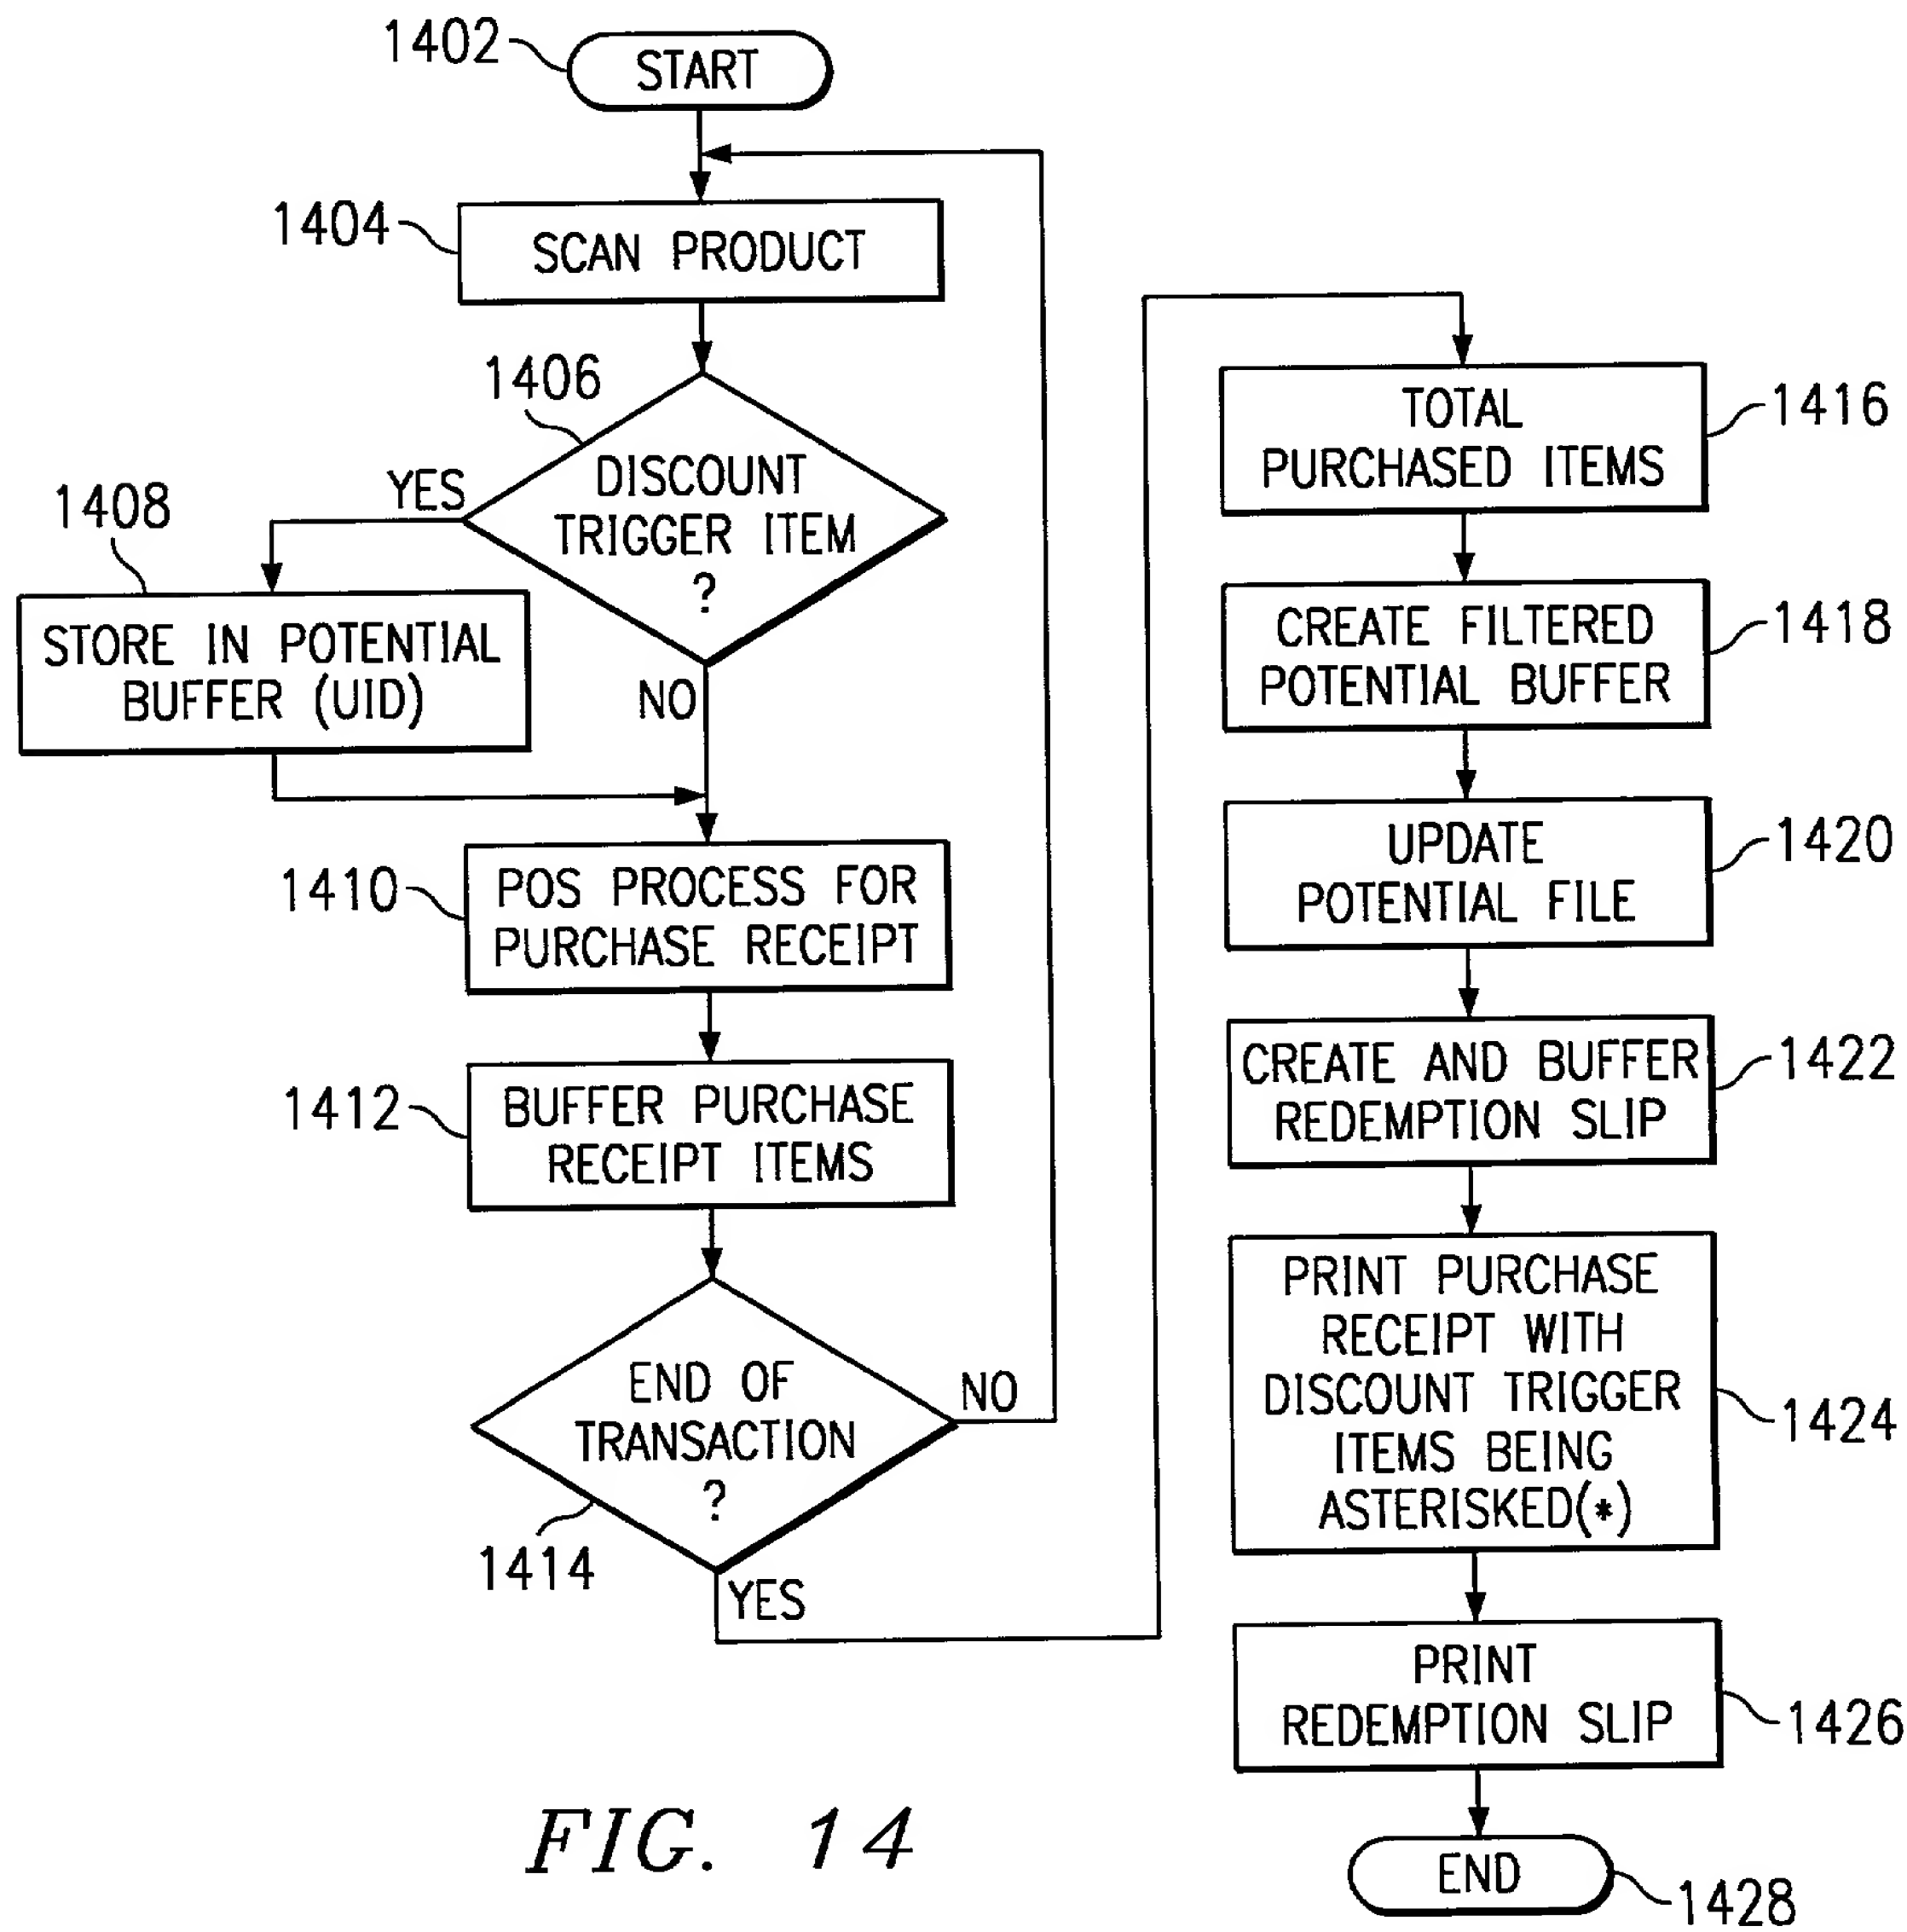 1402
START
1404
SCAN PRODUCT
1406
DISCOUNT
TRIGGER ITEM
?
YES
NO
1408
STORE IN POTENTIAL
BUFFER (UID)
1410
POS PROCESS FOR
PURCHASE RECEIPT
1412
BUFFER PURCHASE
RECEIPT ITEMS
END OF
TRANSACTION
?
NO
1414
YES
TOTAL
PURCHASED ITEMS
1416
CREATE FILTERED
POTENTIAL BUFFER
1418
UPDATE
POTENTIAL FILE
1420
CREATE AND BUFFER
REDEMPTION SLIP
1422
PRINT PURCHASE
RECEIPT WITH
DISCOUNT TRIGGER
ITEMS BEING
ASTERISKED(*)
1424
PRINT
REDEMPTION SLIP
1426
END
1428
FIG. 14